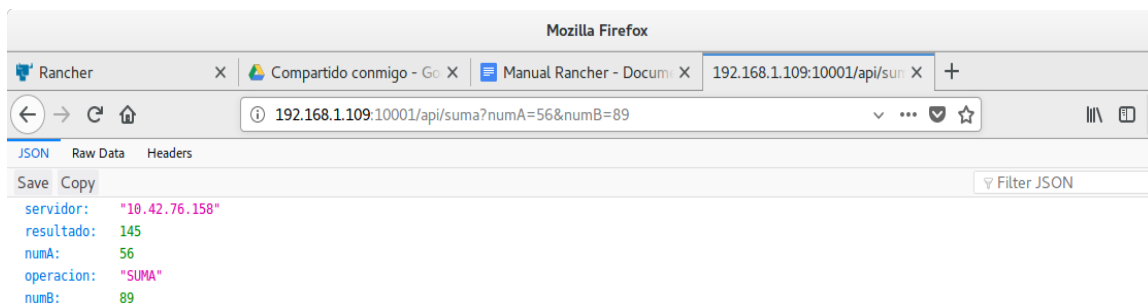 Mozilla Firefox
Rancher
Compartido conmigo - Go
Manual Rancher - Docum
192.168.1.109:10001/api/sum
192.168.1.109:10001/api/suma?numA=56&numB=89
JSON Raw Data Headers
Save Copy Filter JSON
servidor: "10.42.76.158"
resultado: 145
numA: 56
operacion: "SUMA"
numB: 89